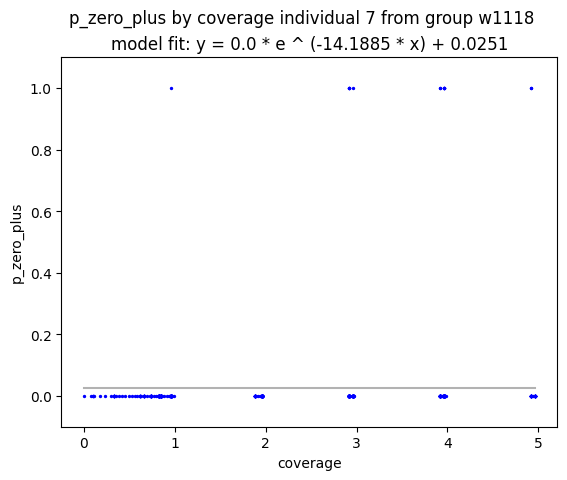 p_zero_plus by coverage individual 7 from group w1118
model fit: y = 0.0 * e ^ (-14.1885 * x) + 0.0251
1.0
0.8
0.6
0.4
0.2
0.0
p_zero_plus
0 1 2 3 4 5
coverage